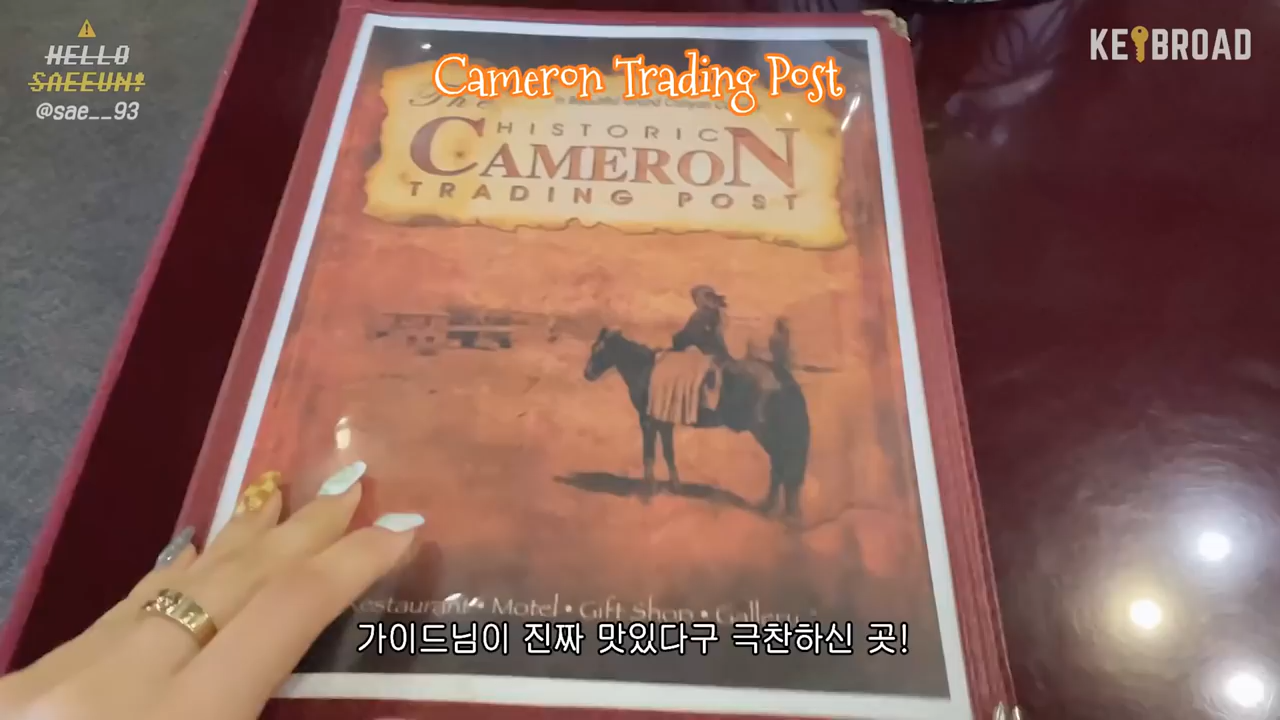 HELLO
SAEEUN!
@sae__93
KEYBROAD
Cameron Trading Post
The
HISTORIC
CAMERON
TRADING POST
Restaurant • Motel • Gift Shop • Gallery
가이드님이 진짜 맛있다구 극찬하신 곳!